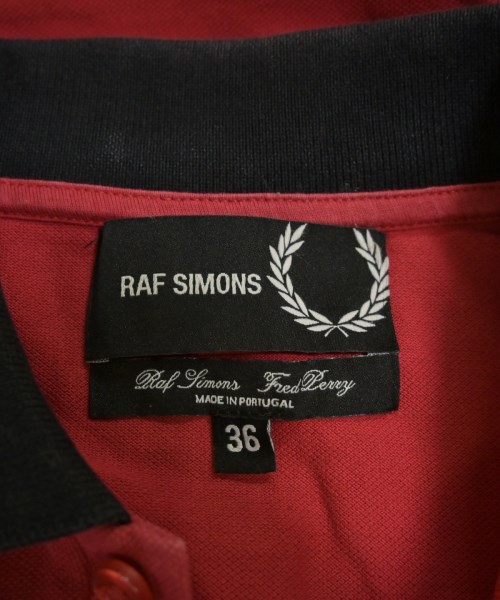 RAF SIMONS
Raf Simons Fred Perry
MADE IN PORTUGAL
36